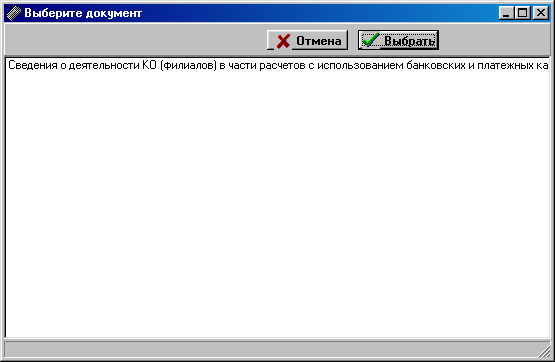 Выберите документ
Отмена
Выбрать
Сведения о деятельности КО (филиалов) в части расчетов с использованием банковских и платежных ка